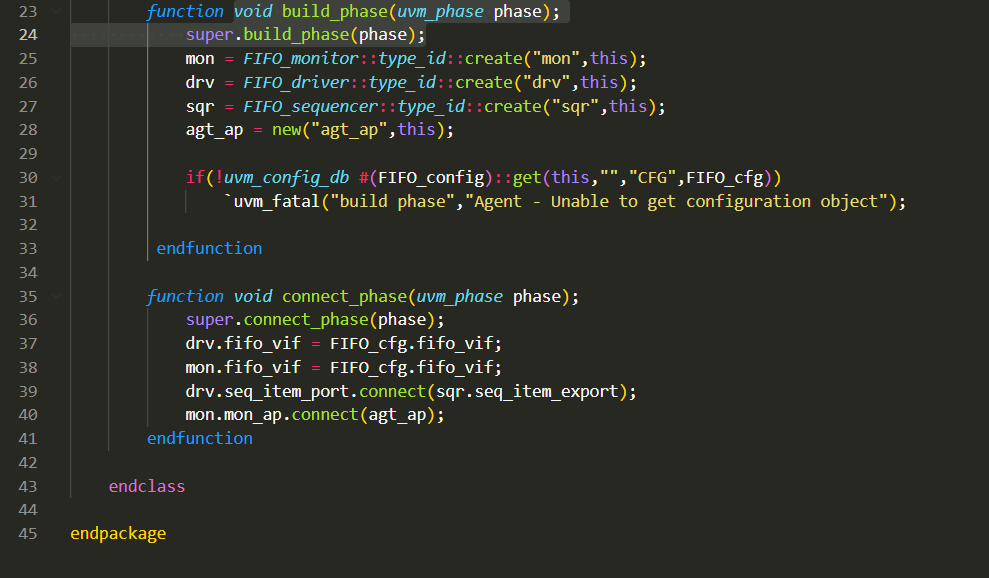 23 function void build_phase(uvm_phase phase);
24 super.build_phase(phase);
25 mon = FIFO_monitor::type_id::create("mon",this);
26 drv = FIFO_driver::type_id::create("drv",this);
27 sqr = FIFO_sequencer::type_id::create("sqr",this);
28 agt_ap = new("agt_ap",this);
29
30 if(!uvm_config_db #(FIFO_config)::get(this,"","CFG",FIFO_cfg))
31 `uvm_fatal("build phase","Agent - Unable to get configuration object");
32
33 endfunction
34
35 function void connect_phase(uvm_phase phase);
36 super.connect_phase(phase);
37 drv.fifo_vif = FIFO_cfg.fifo_vif;
38 mon.fifo_vif = FIFO_cfg.fifo_vif;
39 drv.seq_item_port.connect(sqr.seq_item_export);
40 mon.mon_ap.connect(agt_ap);
41 endfunction
42
43 endclass
44
45 endpackage